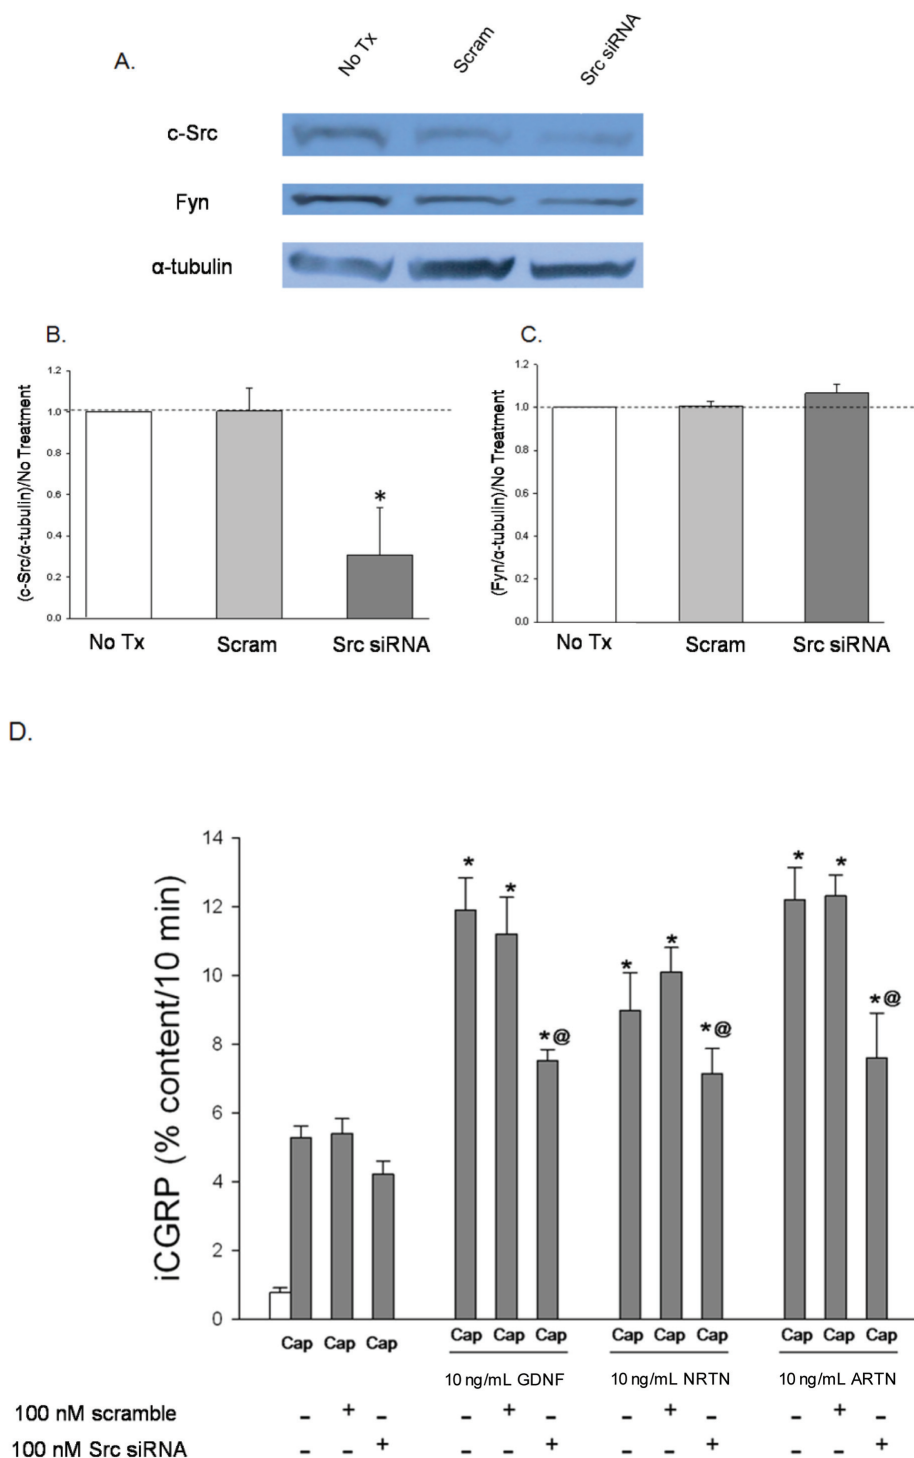 A.
No Tx
Scram
Src siRNA
c-Src
Fyn
α-tubulin
B.
(c-Src/α-tubulin)/No Treatment
1.2
1.0
0.8
0.6
0.4
0.2
0.0
*
No Tx
Scram
Src siRNA
C.
(Fyn/α-tubulin)/No Treatment
1.2
1.0
0.8
0.6
0.4
0.2
0.0
No Tx
Scram
Src siRNA
D.
iCGRP (% content/10 min)
14
12
10
8
6
4
2
0
* * *@
* * *@
* * *@
Cap Cap Cap Cap Cap Cap Cap Cap Cap Cap Cap Cap
10 ng/mL GDNF 10 ng/mL NRTN 10 ng/mL ARTN
100 nM scramble - + - + - + - +
100 nM Src siRNA - - + - - + - - + - - +